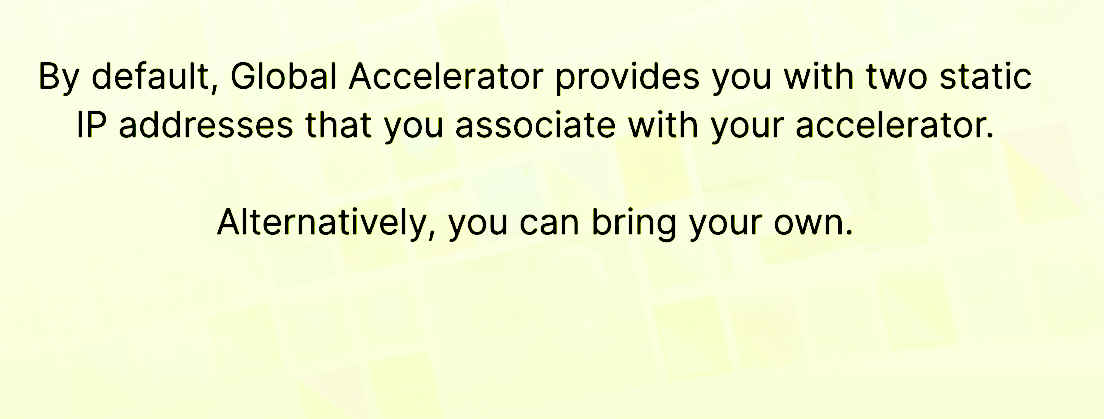 By default, Global Accelerator provides you with two static
IP addresses that you associate with your accelerator.
Alternatively, you can bring your own.